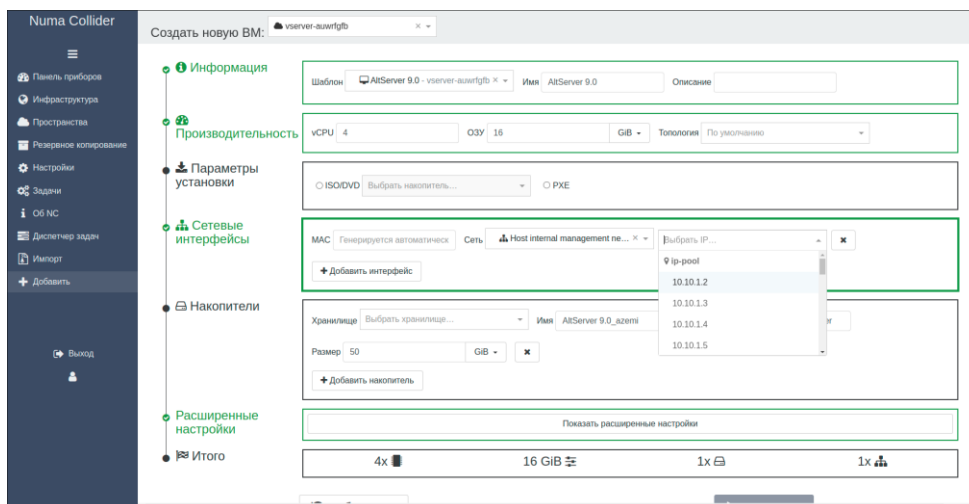 Numa Collider
Создать новую ВМ: vserver-auwrfgfb
Панель приборов
Инфраструктура
Пространства
Резервное копирование
Настройки
Задачи
Об NC
Диспетчер задач
Импорт
Добавить
Выход
Информация
Шаблон AltServer 9.0 - vserver-auwrfgfb Имя AltServer 9.0 Описание
Производительность
vCPU 4 ОЗУ 16 GiB Топология По умолчанию
Параметры
установки
ISO/DVD Выбрать накопитель... PXE
Сетевые
интерфейсы
MAC Генерируется автоматическ Сеть Host internal management ne... Выбрать IP...
+ Добавить интерфейс
ip-pool
10.10.1.2
10.10.1.3
10.10.1.4
10.10.1.5
Накопители
Хранилище Выбрать хранилище... Имя AltServer 9.0_azemi
Размер 50 GiB
+ Добавить накопитель
Расширенные
настройки
Показать расширенные настройки
Итого
4x 16 GiB 1x 1x